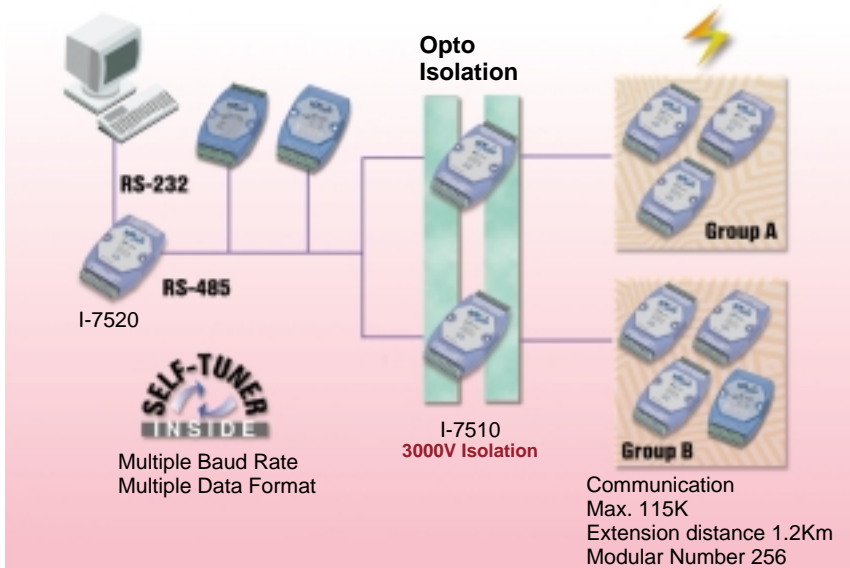 Opto
Isolation
RS-232
RS-485
I-7520
Group A
SELF-TUNER
INSIDE
Multiple Baud Rate
Multiple Data Format
I-7510
3000V Isolation
Group B
Communication
Max. 115K
Extension distance 1.2Km
Modular Number 256